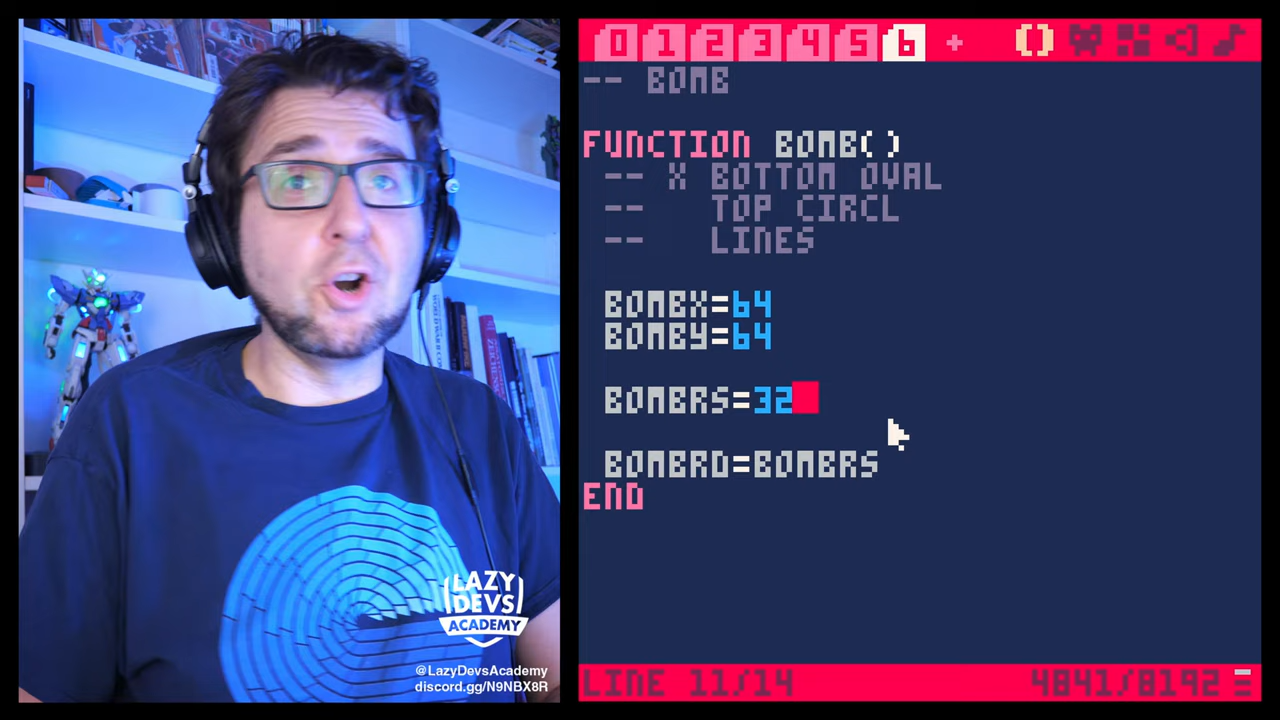 0 1 2 3 4 5 6 +
-- BOMB
FUNCTION BOMB()
-- X BOTTOM OVAL
--   TOP CIRCL
--   LINES
BOMBX=64
BOMBY=64
BOMBRS=32
BOMBRD=BOMBRS
END
LINE 11/14
4841/8192
LAZY
DEVS
ACADEMY
@LazyDevsAcademy
discord.gg/N9NBX8R